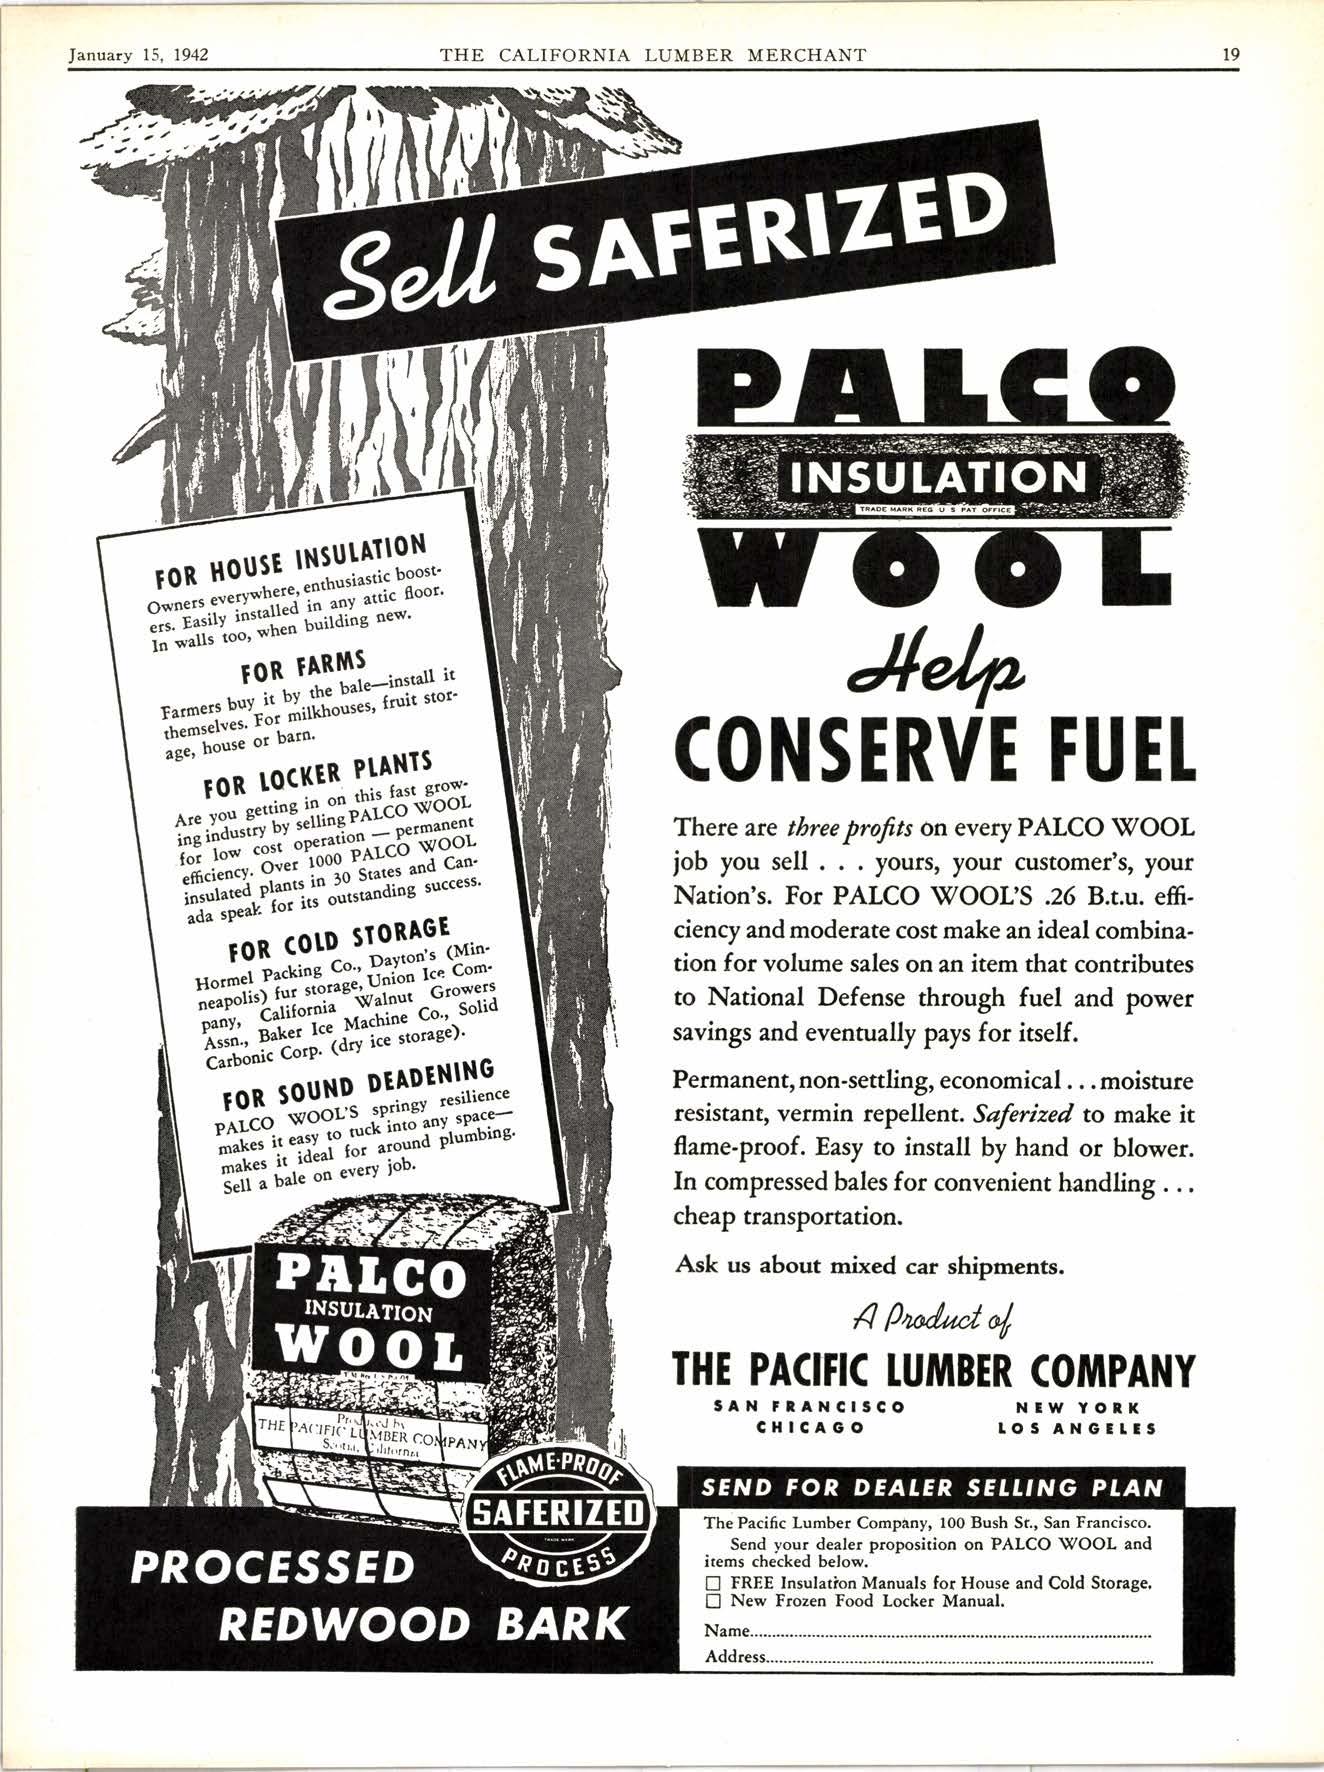 January 15, 1942
THE CALIFORNIA LUMBER MERCHANT
19
Sell SAFERIZED
PALCO
INSULATION
TRADE MARK REG U S PAT OFFICE
WOOL
Help
CONSERVE FUEL
There are three profits on every PALCO WOOL
job you sell . . . yours, your customer's, your
Nation's. For PALCO WOOL'S .26 B.t.u. effi-
ciency and moderate cost make an ideal combina-
tion for volume sales on an item that contributes
to National Defense through fuel and power
savings and eventually pays for itself.
Permanent, non-settling, economical . . . moisture
resistant, vermin repellent. Saferized to make it
flame-proof. Easy to install by hand or blower.
In compressed bales for convenient handling . . .
cheap transportation.
Ask us about mixed car shipments.
A Product of
THE PACIFIC LUMBER COMPANY
SAN FRANCISCO NEW YORK
CHICAGO LOS ANGELES
FOR HOUSE INSULATION
Owners everywhere, enthusiastic boost-
ers. Easily installed in any attic floor.
In walls too, when building new.
FOR FARMS
Farmers buy it by the bale—install it
themselves. For milkhouses, fruit stor-
age, house or barn.
FOR LOCKER PLANTS
Are you getting in on this fast grow-
ing industry by selling PALCO WOOL
for low cost operation — permanent
efficiency. Over 1000 PALCO WOOL
insulated plants in 30 States and Can-
ada speak for its outstanding success.
FOR COLD STORAGE
Hormel Packing Co., Dayton's (Min-
neapolis) fur storage, Union Ice Com-
pany, California Walnut Growers
Assn., Baker Ice Machine Co., Solid
Carbonic Corp. (dry ice storage).
FOR SOUND DEADENING
PALCO WOOL'S springy resilience
makes it easy to tuck into any space—
makes it ideal for around plumbing.
Sell a bale on every job.
PALCO
INSULATION
WOOL
Produced by
THE PACIFIC LUMBER COMPANY
Scotia, California
FLAME-PROOF
SAFERIZED
TRADE MARK
PROCESS
PROCESSED
REDWOOD BARK
SEND FOR DEALER SELLING PLAN
The Pacific Lumber Company, 100 Bush St., San Francisco.
Send your dealer proposition on PALCO WOOL and
items checked below.
☐ FREE Insulation Manuals for House and Cold Storage.
☐ New Frozen Food Locker Manual.
Name
Address